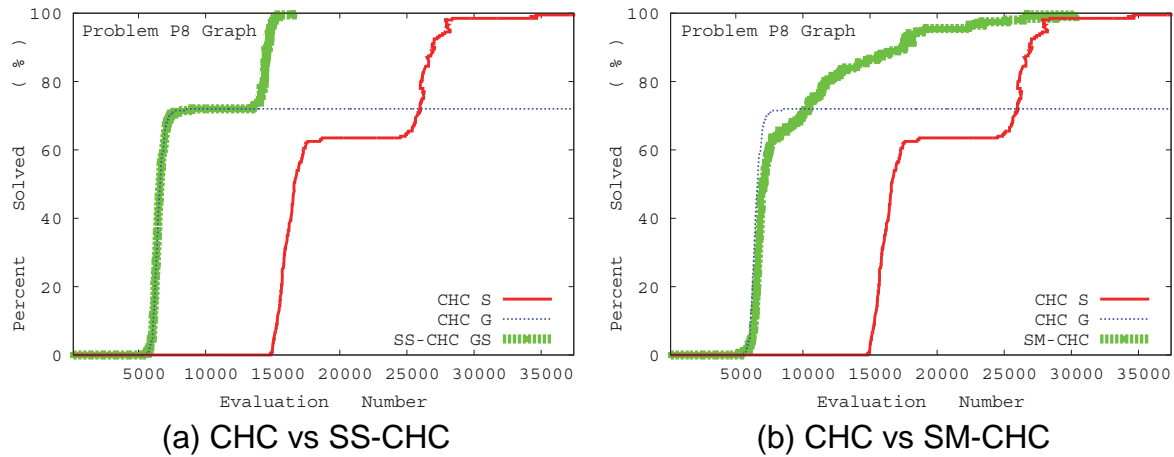 Problem P8 Graph
Percent Solved ( % )
100
80
60
40
20
0
CHC S
CHC G
SS-CHC GS
5000 10000 15000 20000 25000 30000 35000
Evaluation Number
(a) CHC vs SS-CHC
Problem P8 Graph
Percent Solved ( % )
100
80
60
40
20
0
CHC S
CHC G
SM-CHC
5000 10000 15000 20000 25000 30000 35000
Evaluation Number
(b) CHC vs SM-CHC